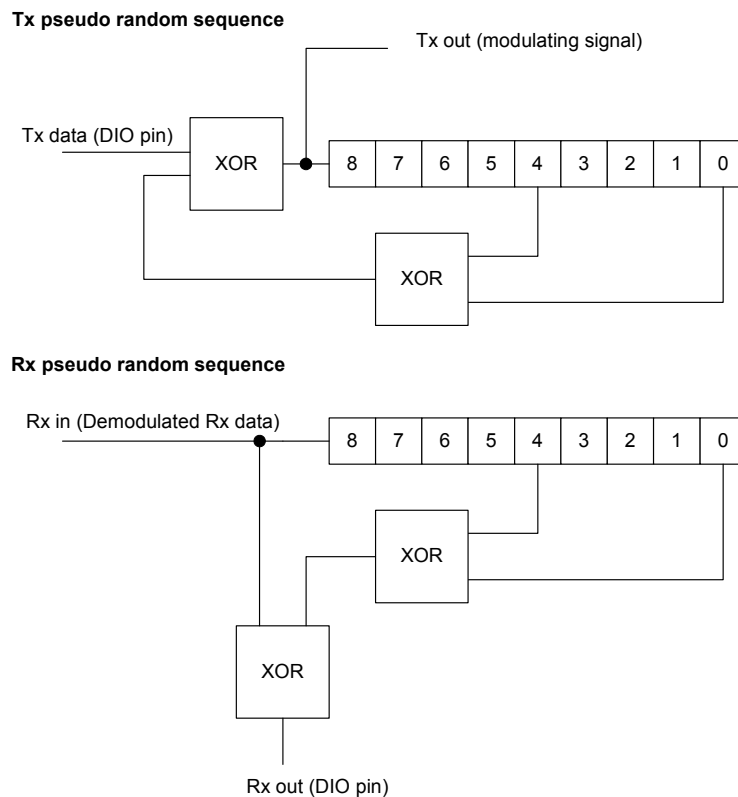 Tx pseudo random sequence
Tx out (modulating signal)
Tx data (DIO pin)
XOR
8 7 6 5 4 3 2 1 0
XOR
Rx pseudo random sequence
Rx in (Demodulated Rx data)
8 7 6 5 4 3 2 1 0
XOR
XOR
Rx out (DIO pin)